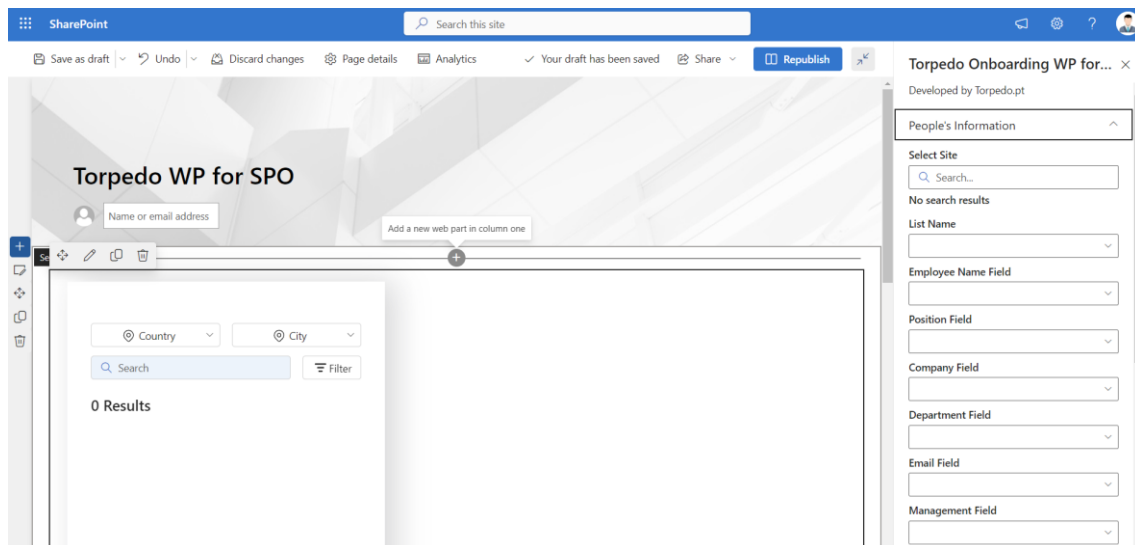 SharePoint
Search this site
Save as draft
Undo
Discard changes
Page details
Analytics
Your draft has been saved
Share
Republish
Torpedo Onboarding WP for...
Developed by Torpedo.pt
People's Information
Select Site
Search...
No search results
List Name
Employee Name Field
Position Field
Company Field
Department Field
Email Field
Management Field
Torpedo WP for SPO
Name or email address
Add a new web part in column one
Se
Country
City
Search
Filter
0 Results